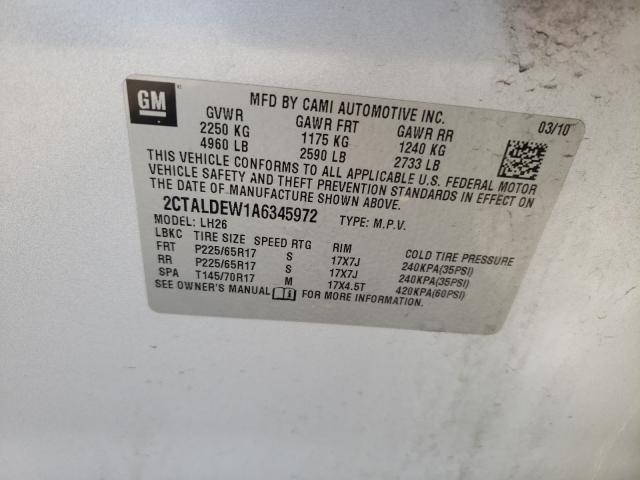 GM
MFD BY CAMI AUTOMOTIVE INC.
03/10
GVWR GAWR FRT GAWR RR
2250 KG 1175 KG 1240 KG
4960 LB 2590 LB 2733 LB
THIS VEHICLE CONFORMS TO ALL APPLICABLE U.S. FEDERAL MOTOR
VEHICLE SAFETY AND THEFT PREVENTION STANDARDS IN EFFECT ON
THE DATE OF MANUFACTURE SHOWN ABOVE.
2CTALDEW1A6345972 TYPE: M.P.V.
MODEL: LH26
LBKC TIRE SIZE SPEED RTG RIM COLD TIRE PRESSURE
FRT P225/65R17 S 17X7J 240KPA(35PSI)
RR P225/65R17 S 17X7J 240KPA(35PSI)
SPA T145/70R17 M 17X4.5T 420KPA(60PSI)
SEE OWNER'S MANUAL FOR MORE INFORMATION.